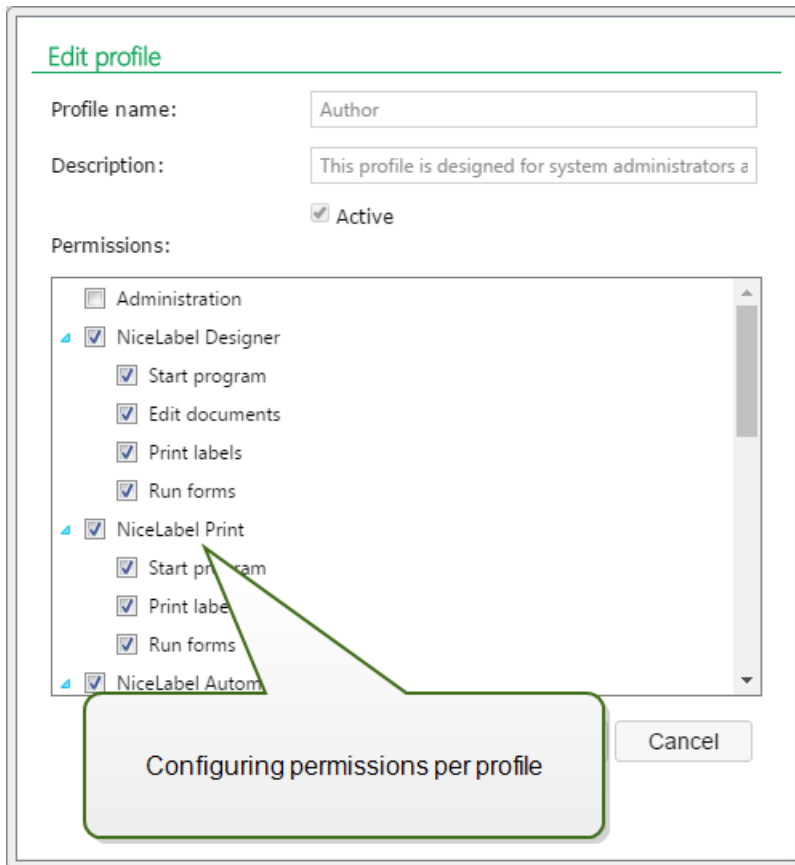 Edit profile
Profile name: Author
Description: This profile is designed for system administrators a
Active
Permissions:
Administration
NiceLabel Designer
Start program
Edit documents
Print labels
Run forms
NiceLabel Print
Start program
Print labe
Run forms
NiceLabel Autom
Cancel
Configuring permissions per profile